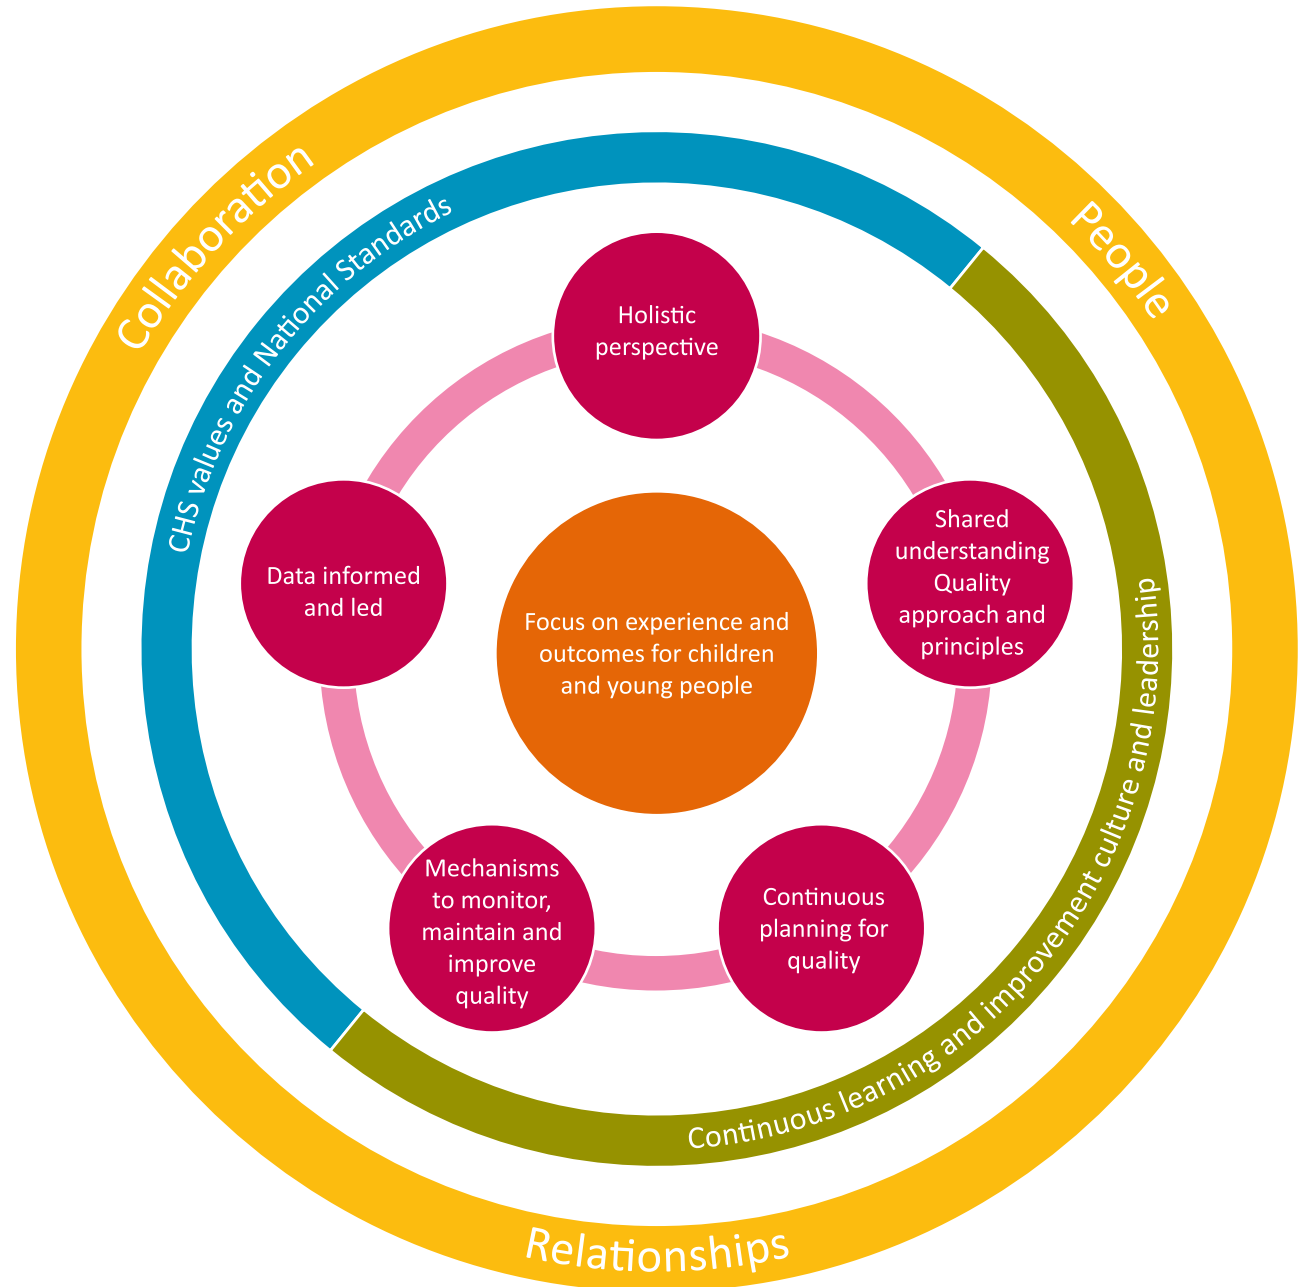 Collaboration
People
CHS values and National Standards
Holistic
perspective
Shared
understanding
Quality
approach and
principles
Data informed
and led
Focus on experience and
outcomes for children
and young people
Mechanisms
to monitor,
maintain and
improve
quality
Continuous
planning for
quality
Continuous learning and improvement culture and leadership
Relationships